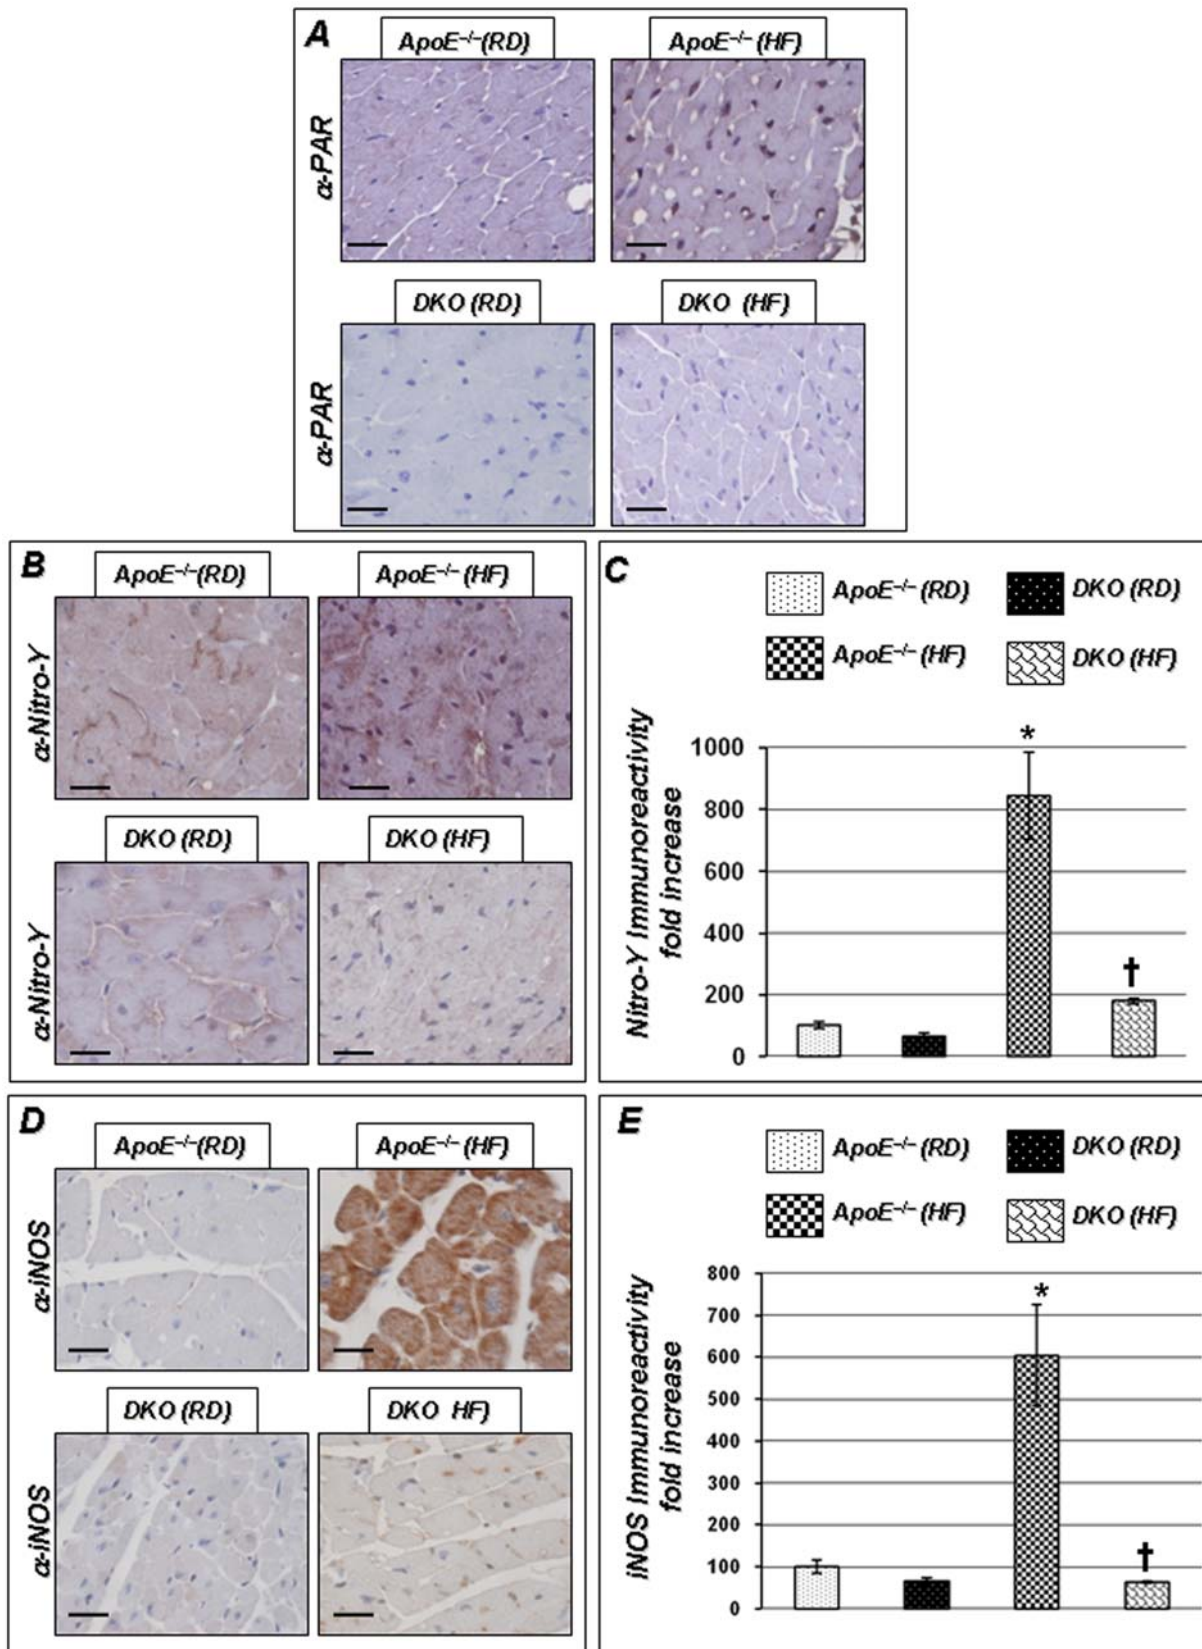 A
ApoE⁻/⁻(RD)
ApoE⁻/⁻(HF)
α-PAR
DKO (RD)
DKO (HF)
α-PAR
B
ApoE⁻/⁻(RD)
ApoE⁻/⁻(HF)
α-Nitro-Y
DKO (RD)
DKO (HF)
α-Nitro-Y
C
ApoE⁻/⁻(RD)
DKO (RD)
ApoE⁻/⁻(HF)
DKO (HF)
Nitro-Y Immunoreactivity
fold increase
1000
800
600
400
200
0
*
†
D
ApoE⁻/⁻(RD)
ApoE⁻/⁻(HF)
α-iNOS
DKO (RD)
DKO HF)
α-iNOS
E
ApoE⁻/⁻(RD)
DKO (RD)
ApoE⁻/⁻(HF)
DKO (HF)
iNOS Immunoreactivity
fold increase
800
700
600
500
400
300
200
100
0
*
†